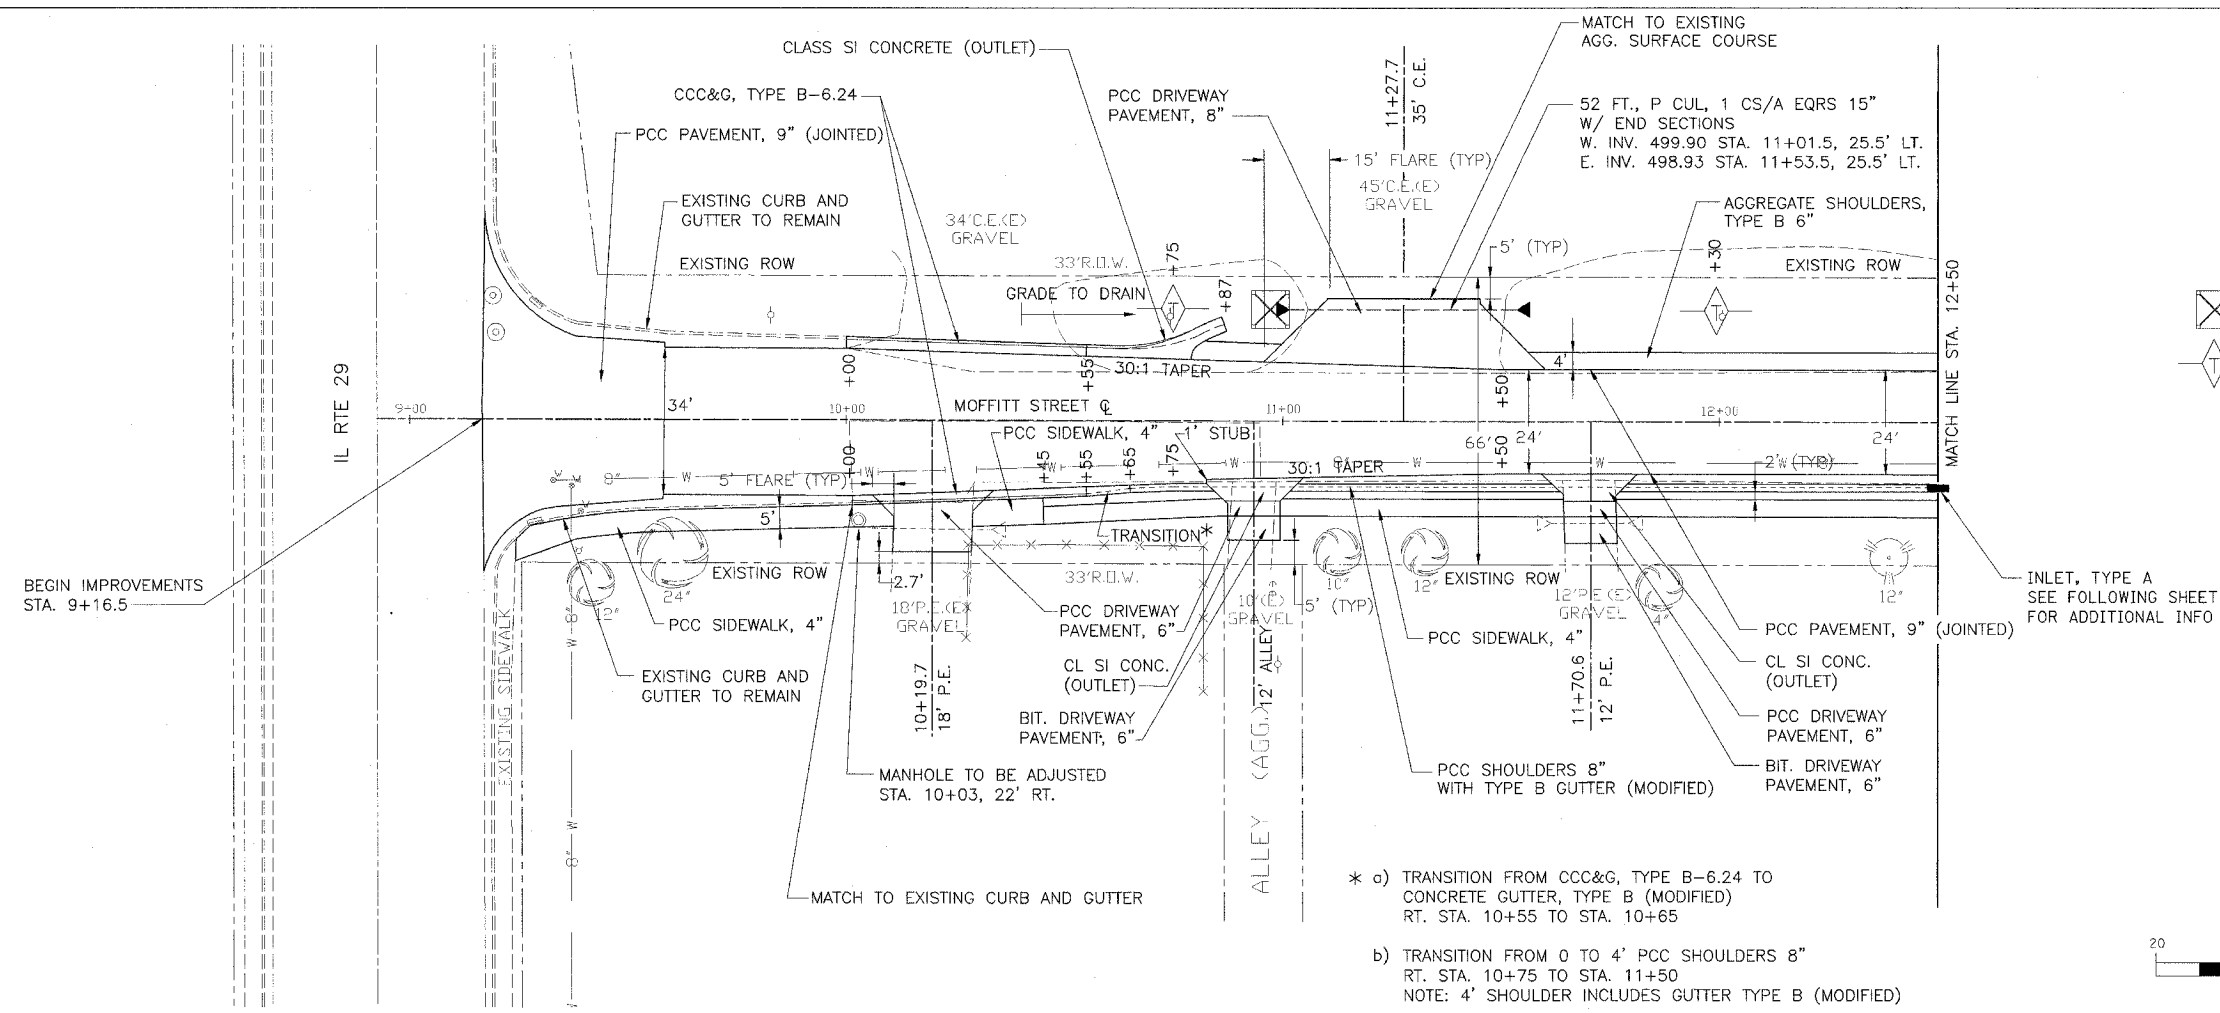 MATCH TO EXISTING
AGG. SURFACE COURSE
CLASS SI CONCRETE (OUTLET)
CCC&G, TYPE B-6.24
PCC PAVEMENT, 9" (JOINTED)
PCC DRIVEWAY
PAVEMENT, 8"
11+27.7
35' C.E.
52 FT., P CUL, 1 CS/A EQRS 15"
W/ END SECTIONS
W. INV. 499.90 STA. 11+01.5, 25.5' LT.
E. INV. 498.93 STA. 11+53.5, 25.5' LT.
15' FLARE (TYP)
45'C.E.(E)
GRAVEL
EXISTING CURB AND
GUTTER TO REMAIN
34'C.E.(E)
GRAVEL
AGGREGATE SHOULDERS,
TYPE B 6"
EXISTING ROW
33'R.O.W.
+75
5' (TYP)
+30
EXISTING ROW
GRADE TO DRAIN
+87
MATCH LINE STA. 12+50
IL RTE 29
+00
+55
30:1 TAPER
4'
+50
9+00
34'
10+00
MOFFITT STREET ℄
11+00
12+00
PCC SIDEWALK, 4"
1' STUB
66'
24'
24'
8"
W
5' FLARE (TYP)
+00
+45
+55
+65
+75
W
8"
W
30:1 TAPER
+50
W
2' (TYP)
5'
TRANSITION*
BEGIN IMPROVEMENTS
STA. 9+16.5
EXISTING ROW
2.7'
33'R.O.W.
10"
12"
EXISTING ROW
12"
24"
18'P.E.(E)
GRAVEL
PCC DRIVEWAY
PAVEMENT, 6"
10'(E)
GRAVEL
5' (TYP)
12'P.E.(E)
GRAVEL
4"
12"
INLET, TYPE A
SEE FOLLOWING SHEET
FOR ADDITIONAL INFO
PCC SIDEWALK, 4"
PCC SIDEWALK, 4"
PCC PAVEMENT, 9" (JOINTED)
EXISTING SIDEWALK
W
8"
EXISTING CURB AND
GUTTER TO REMAIN
10+19.7
18' P.E.
CL SI CONC.
(OUTLET)
12' ALLEY
11+70.6
12' P.E.
CL SI CONC.
(OUTLET)
BIT. DRIVEWAY
PAVEMENT, 6"
PCC DRIVEWAY
PAVEMENT, 6"
MANHOLE TO BE ADJUSTED
STA. 10+03, 22' RT.
ALLEY (AGG.)
PCC SHOULDERS 8"
WITH TYPE B GUTTER (MODIFIED)
BIT. DRIVEWAY
PAVEMENT, 6"
W
8"
W
MATCH TO EXISTING CURB AND GUTTER
* a) TRANSITION FROM CCC&G, TYPE B-6.24 TO
CONCRETE GUTTER, TYPE B (MODIFIED)
RT. STA. 10+55 TO STA. 10+65
b) TRANSITION FROM 0 TO 4' PCC SHOULDERS 8"
RT. STA. 10+75 TO STA. 11+50
NOTE: 4' SHOULDER INCLUDES GUTTER TYPE B (MODIFIED)
20